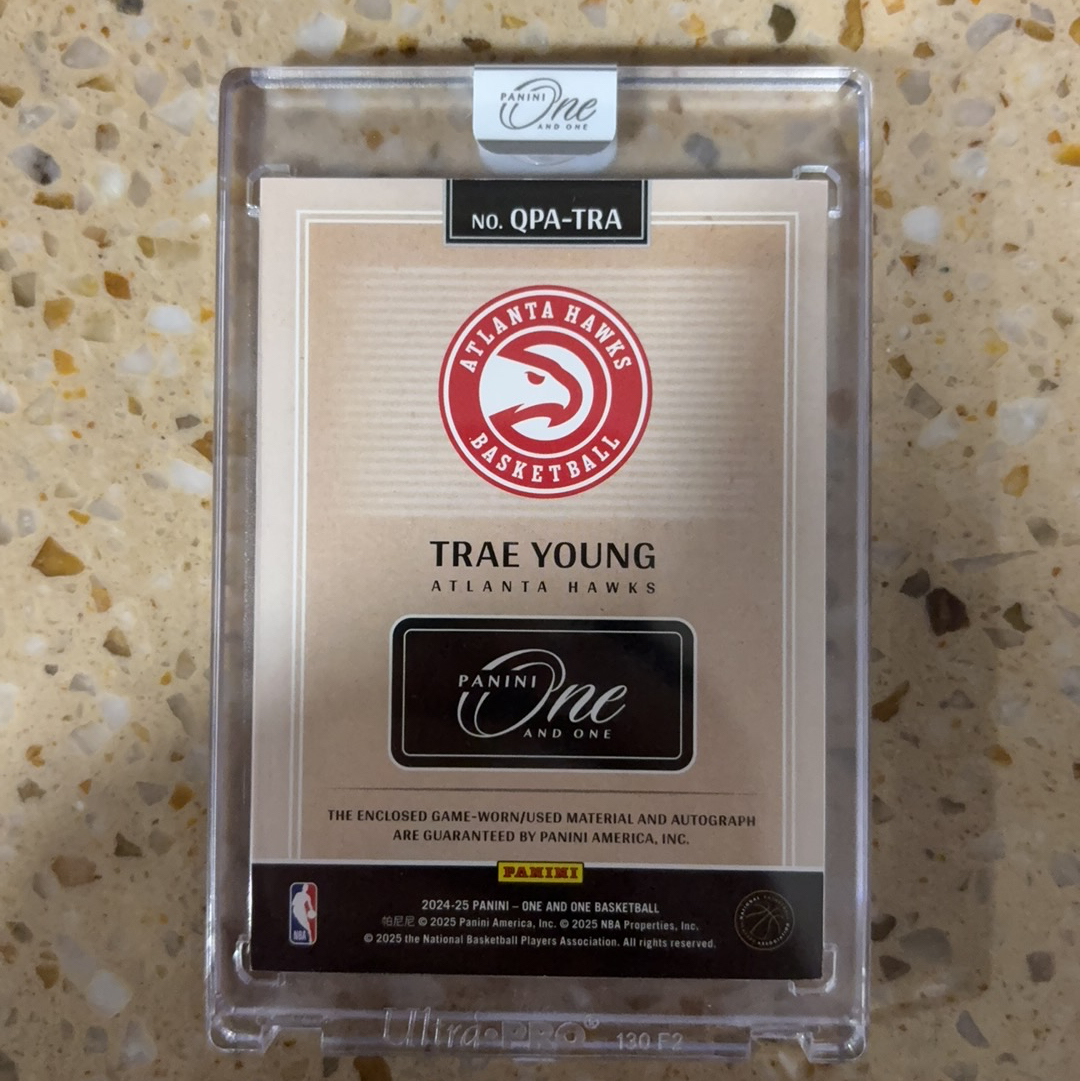 PANINI One
AND ONE
NO. QPA-TRA
ATLANTA HAWKS
BASKETBALL
TRAE YOUNG
ATLANTA HAWKS
PANINI One
AND ONE
THE ENCLOSED GAME-WORN/USED MATERIAL AND AUTOGRAPH
ARE GUARANTEED BY PANINI AMERICA, INC.
PANINI
2024-25 PANINI – ONE AND ONE BASKETBALL
帕尼尼 © 2025 Panini America, Inc. © 2025 NBA Properties, Inc.
© 2025 the National Basketball Players Association. All rights reserved.
NBA
Ultra·PRO® 130 F2